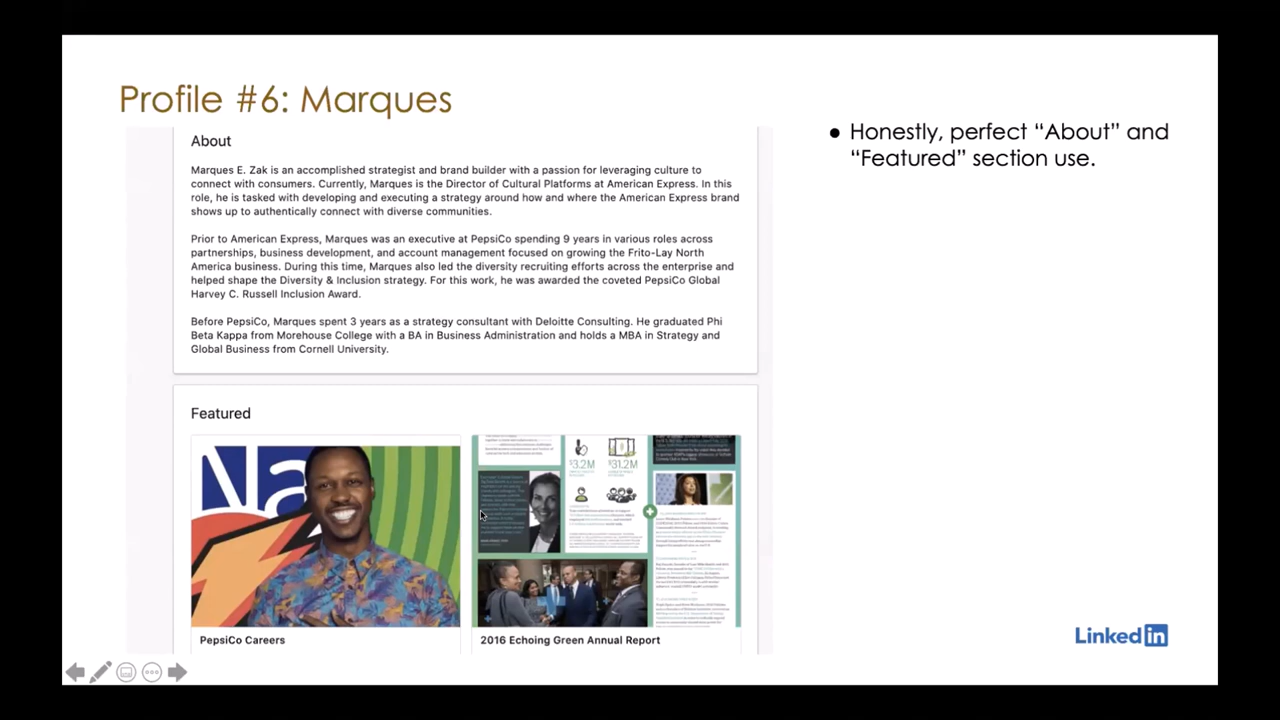 Profile #6: Marques
About
Marques E. Zak is an accomplished strategist and brand builder with a passion for leveraging culture to
connect with consumers. Currently, Marques is the Director of Cultural Platforms at American Express. In this
role, he is tasked with developing and executing a strategy around how and where the American Express brand
shows up to authentically connect with diverse communities.
Prior to American Express, Marques was an executive at PepsiCo spending 9 years in various roles across
partnerships, business development, and account management focused on growing the Frito-Lay North
America business. During this time, Marques also led the diversity recruiting efforts across the enterprise and
helped shape the Diversity & Inclusion strategy. For this work, he was awarded the coveted PepsiCo Global
Harvey C. Russell Inclusion Award.
Before PepsiCo, Marques spent 3 years as a strategy consultant with Deloitte Consulting. He graduated Phi
Beta Kappa from Morehouse College with a BA in Business Administration and holds a MBA in Strategy and
Global Business from Cornell University.
Featured
$3.2M
$31.2M
PepsiCo Careers
2016 Echoing Green Annual Report
● Honestly, perfect “About” and
“Featured” section use.
Linked in